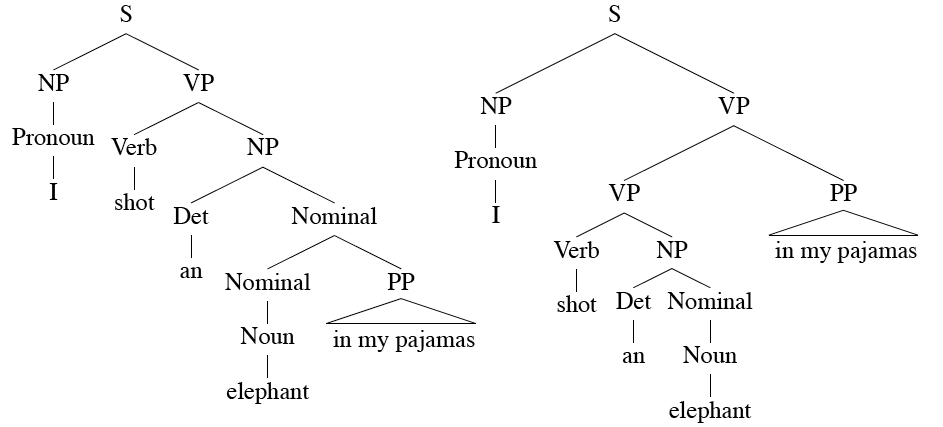 S
NP VP
Pronoun Verb NP
I shot Det Nominal
an Nominal PP
Noun in my pajamas
elephant
S
NP VP
Pronoun VP PP
I Verb NP in my pajamas
shot Det Nominal
an Noun
elephant